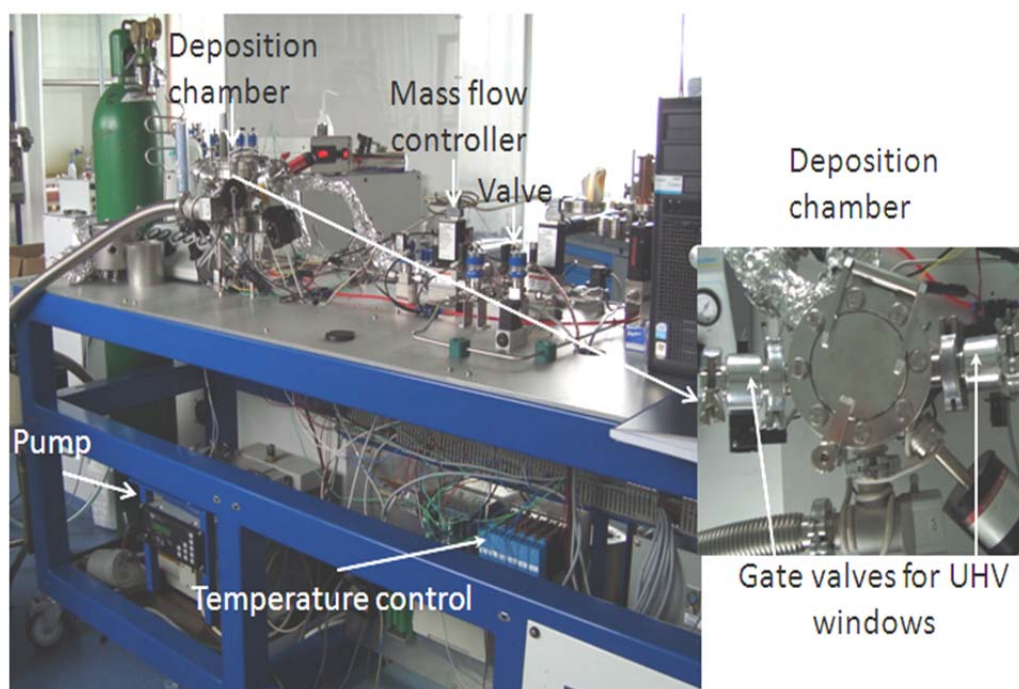 Deposition
chamber
Mass flow
controller
Valve
Deposition
chamber
Pump
Temperature control
Gate valves for UHV
windows